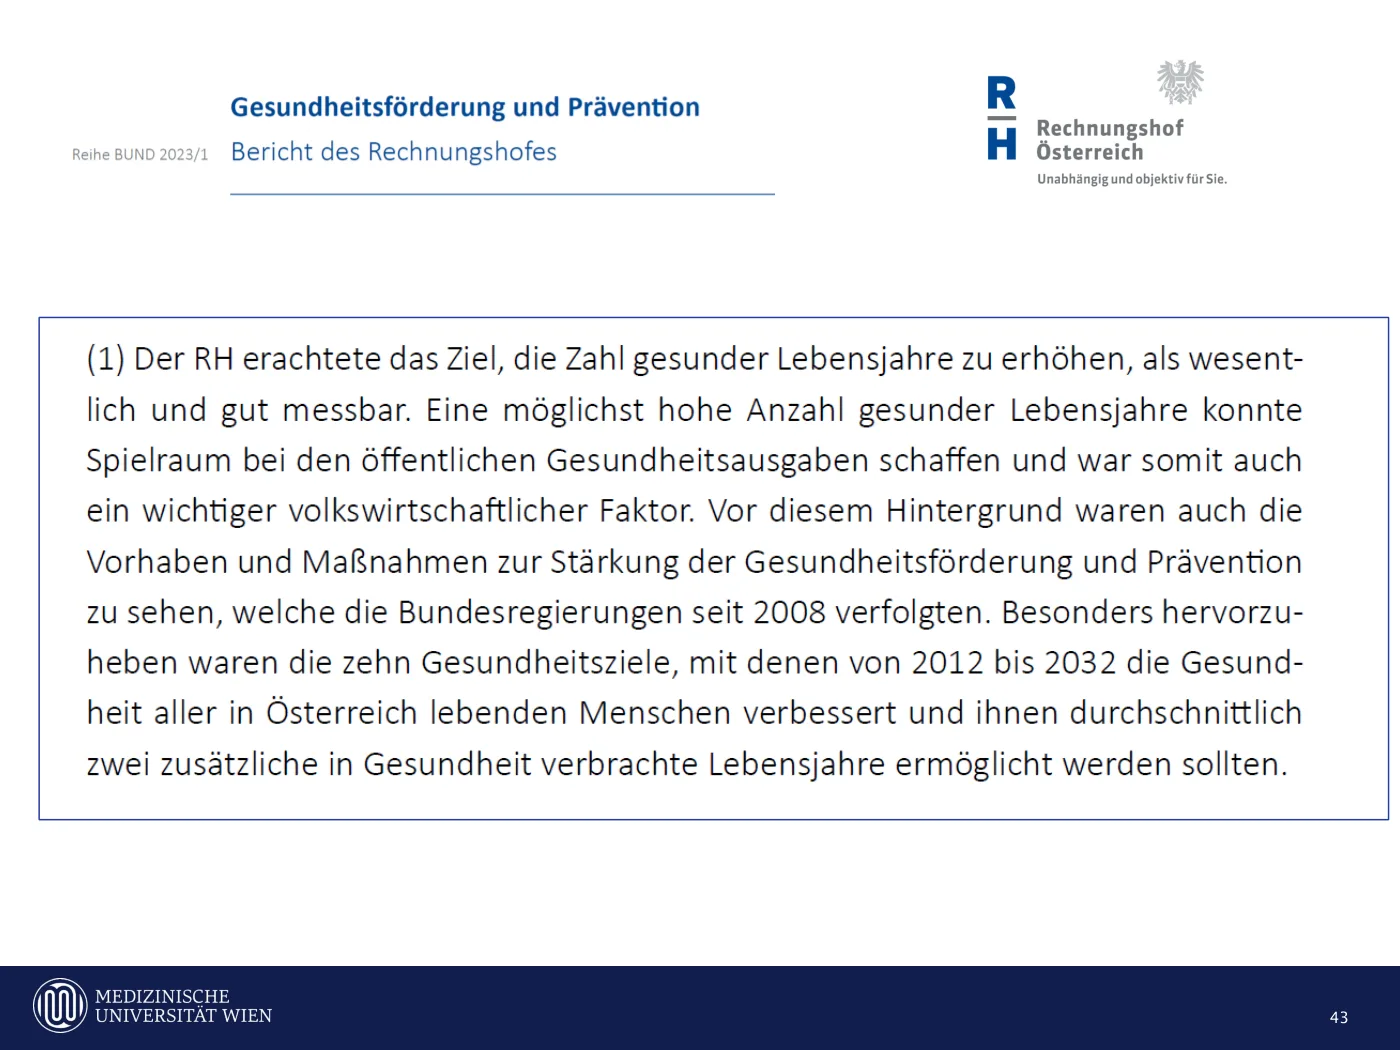 Gesundheitsförderung und Prävention
Reihe BUND 2023/1
Bericht des Rechnungshofes
R
H
Rechnungshof
Österreich
Unabhängig und objektiv für Sie.
(1) Der RH erachtete das Ziel, die Zahl gesunder Lebensjahre zu erhöhen, als wesent-
lich und gut messbar. Eine möglichst hohe Anzahl gesunder Lebensjahre konnte
Spielraum bei den öffentlichen Gesundheitsausgaben schaffen und war somit auch
ein wichtiger volkswirtschaftlicher Faktor. Vor diesem Hintergrund waren auch die
Vorhaben und Maßnahmen zur Stärkung der Gesundheitsförderung und Prävention
zu sehen, welche die Bundesregierungen seit 2008 verfolgten. Besonders hervorzu-
heben waren die zehn Gesundheitsziele, mit denen von 2012 bis 2032 die Gesund-
heit aller in Österreich lebenden Menschen verbessert und ihnen durchschnittlich
zwei zusätzliche in Gesundheit verbrachte Lebensjahre ermöglicht werden sollten.
MEDIZINISCHE
UNIVERSITÄT WIEN
43